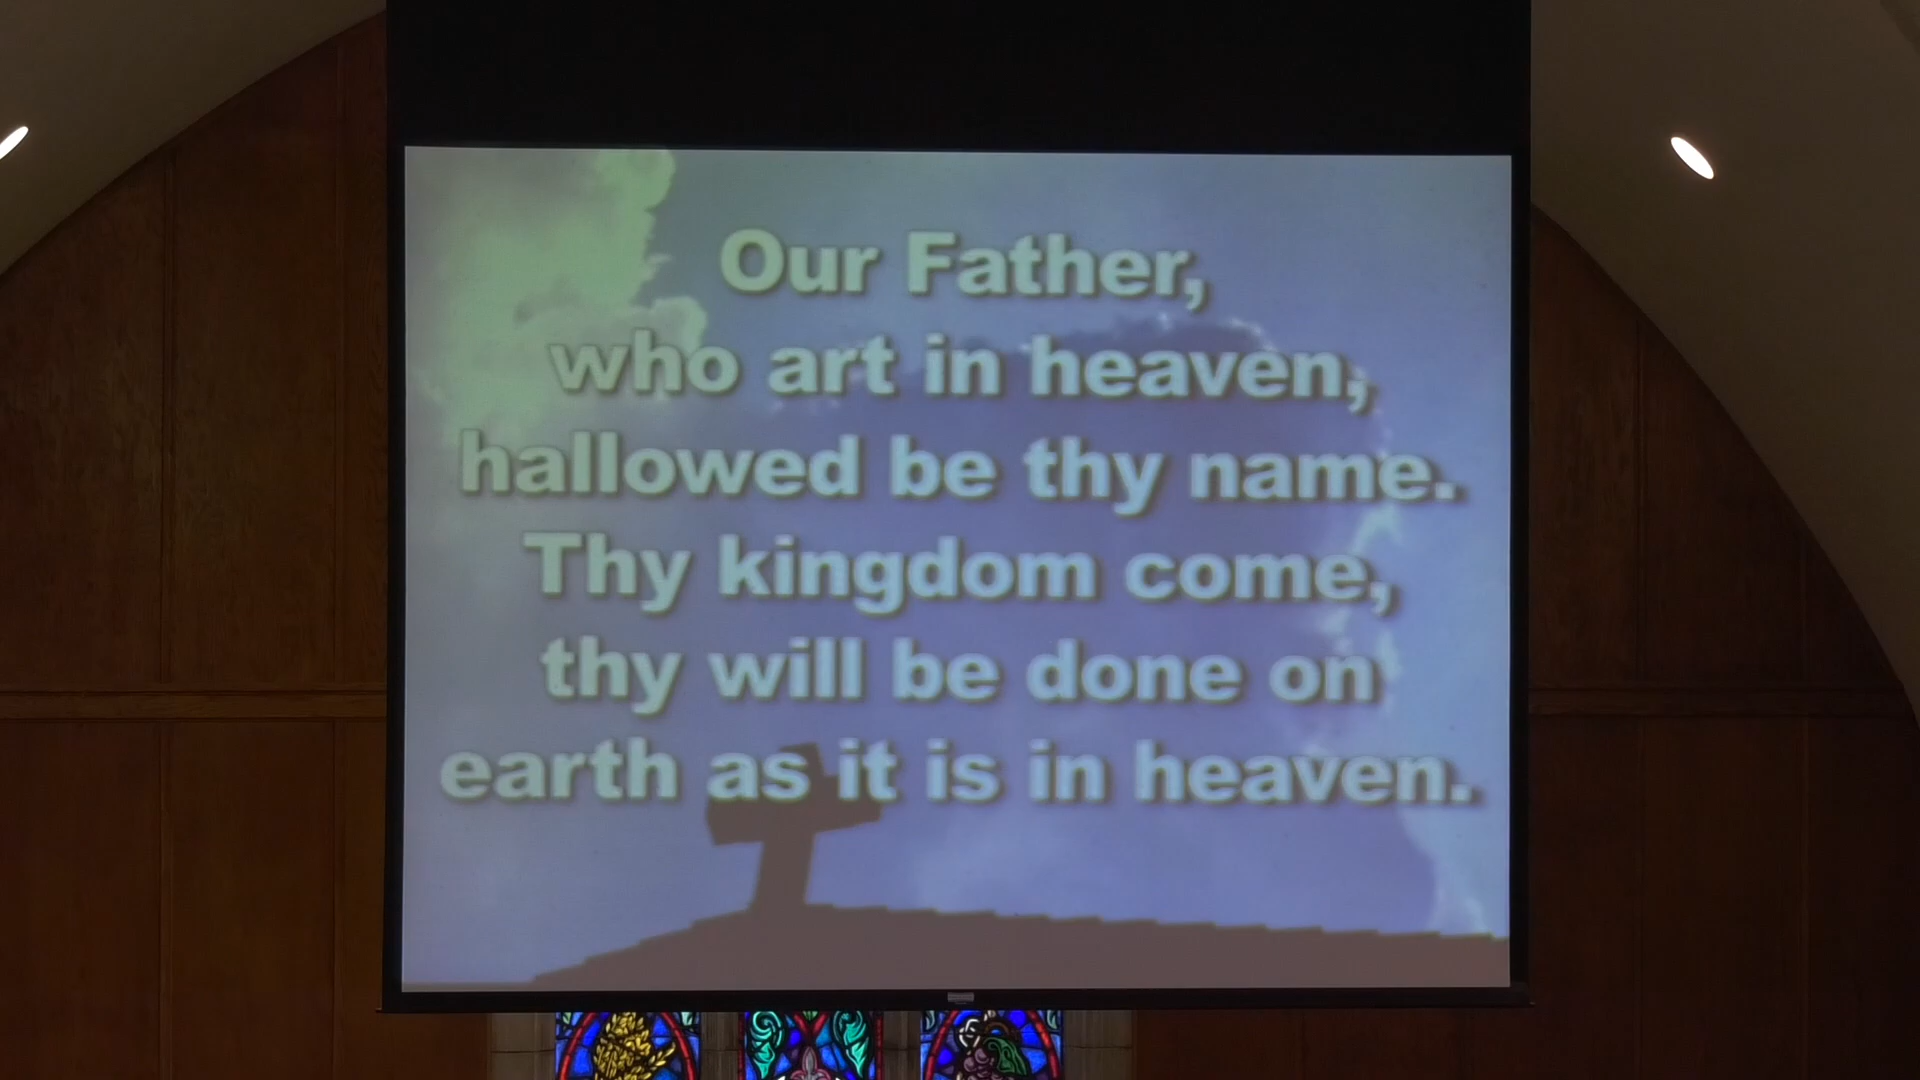 Our Father,
who art in heaven,
hallowed be thy name.
Thy kingdom come,
thy will be done on
earth as it is in heaven.